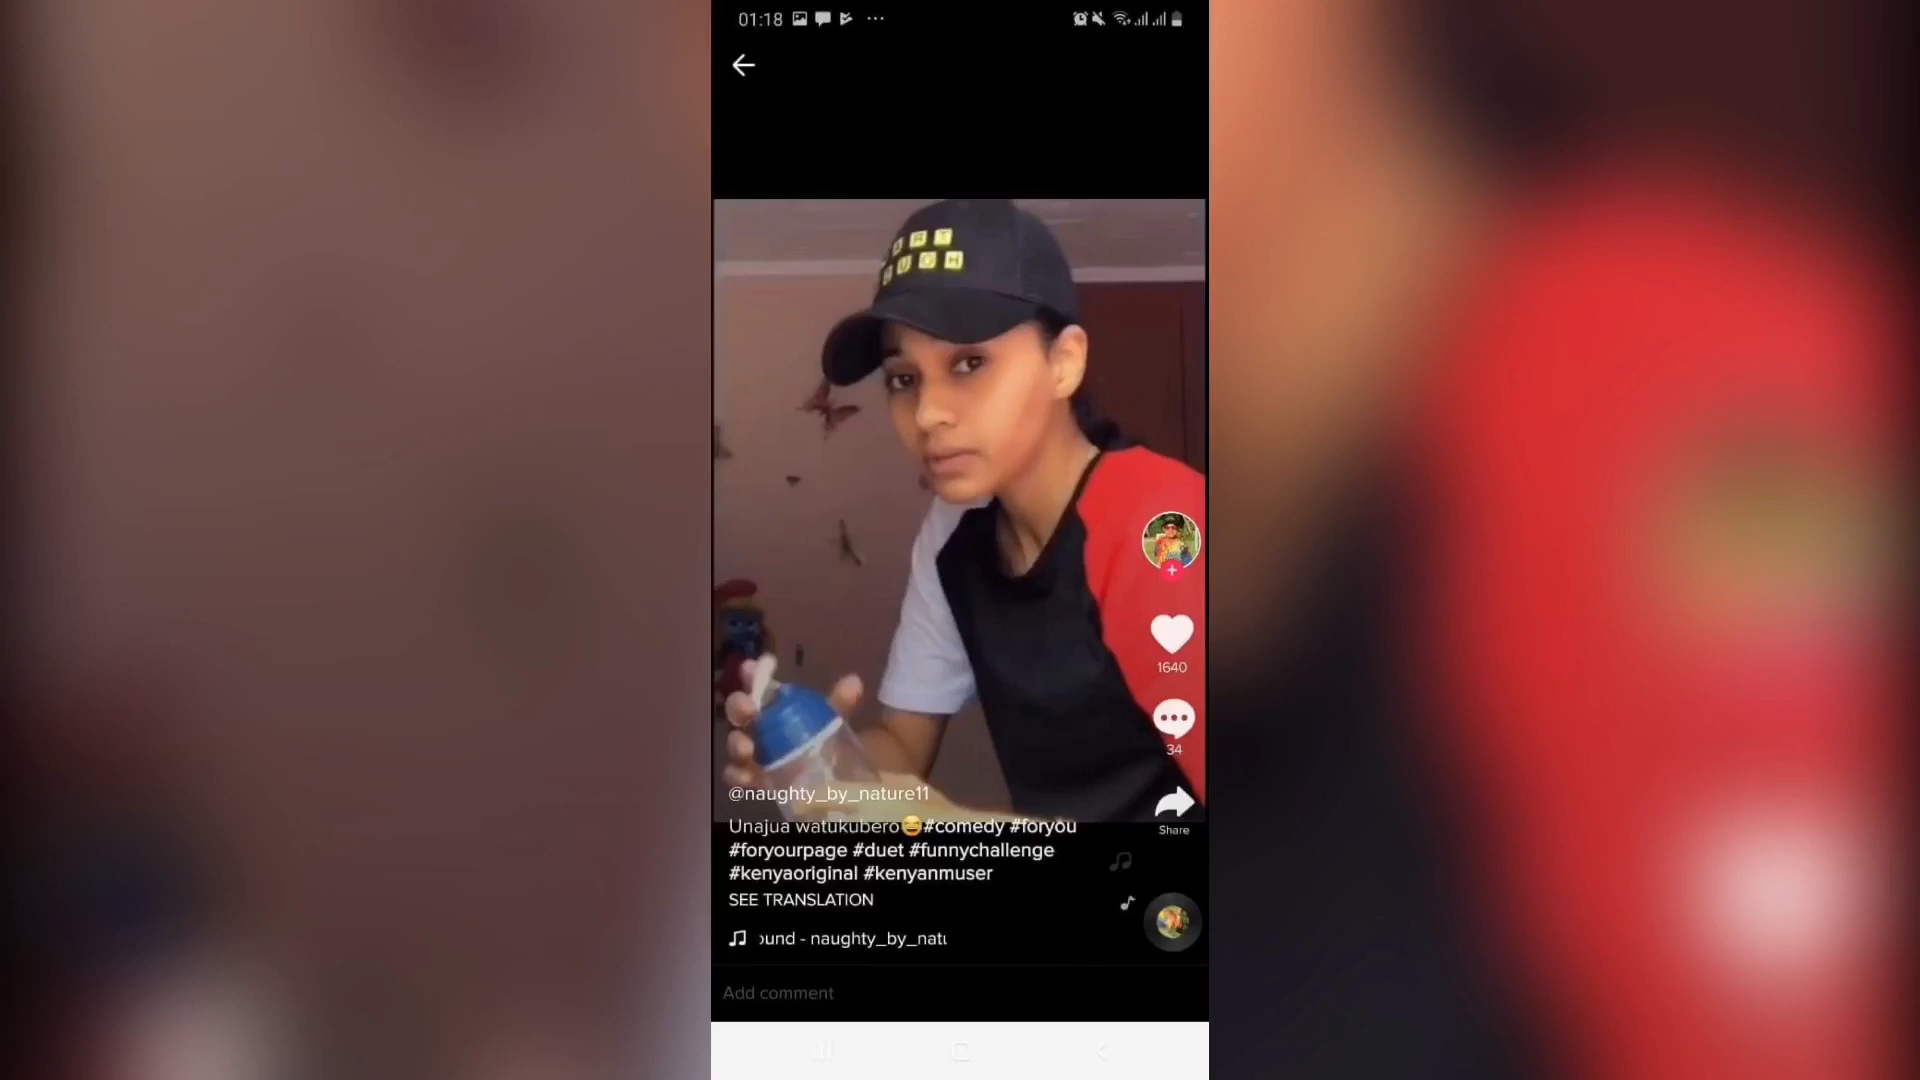 01:18
@naughty_by_nature11
Unajua watukubero😆#comedy #foryou
#foryourpage #duet #funnychallenge
#kenyaoriginal #kenyanmuser
SEE TRANSLATION
- naughty_by_natu
1640
34
Share
Add comment